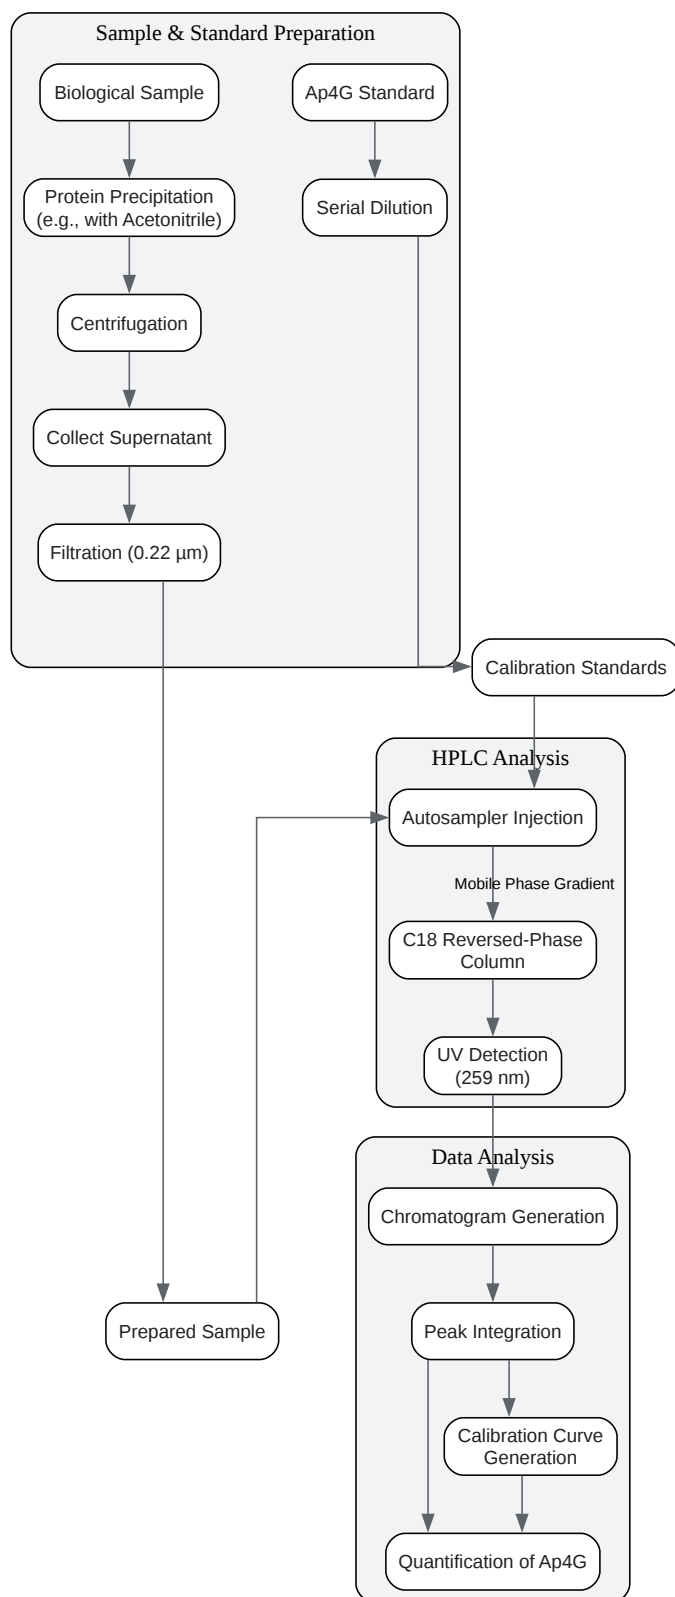 Sample & Standard Preparation
Biological Sample
Ap4G Standard
Protein Precipitation
(e.g., with Acetonitrile)
Serial Dilution
Centrifugation
Collect Supernatant
Filtration (0.22 µm)
Calibration Standards
HPLC Analysis
Autosampler Injection
Mobile Phase Gradient
C18 Reversed-Phase
Column
UV Detection
(259 nm)
Data Analysis
Chromatogram Generation
Prepared Sample
Peak Integration
Calibration Curve
Generation
Quantification of Ap4G